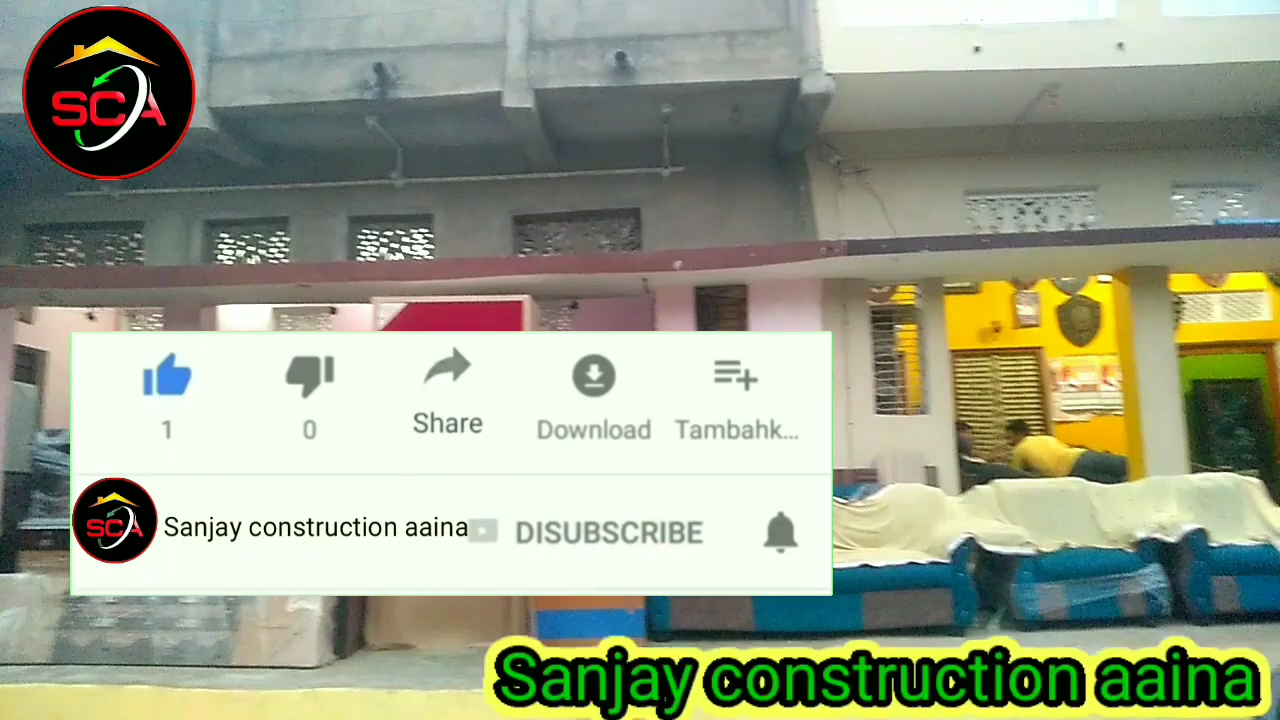 SCA
1
0
Share
Download
Tambahk...
SCA
Sanjay construction aaina
DISUBSCRIBE
Sanjay construction aaina